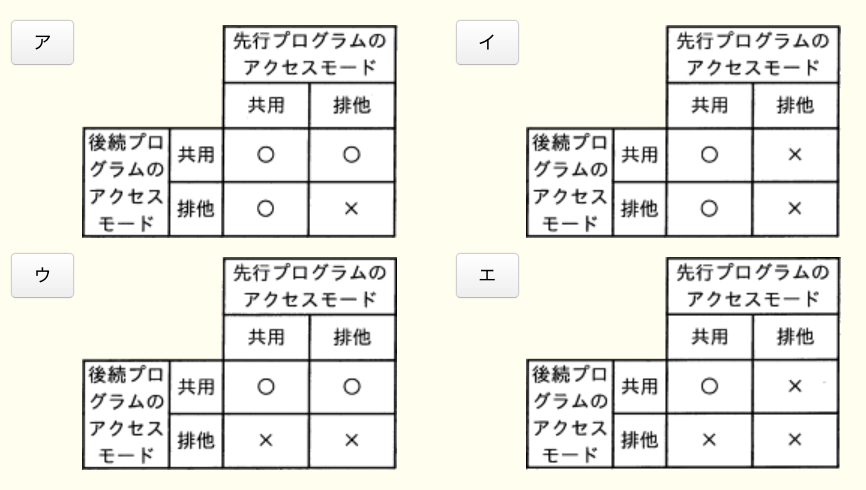 ア
先行プログラムの
アクセスモード
共用 排他
後続プロ
グラムの
アクセス
モード
共用 ○ ○
排他 ○ ×
イ
先行プログラムの
アクセスモード
共用 排他
後続プロ
グラムの
アクセス
モード
共用 ○ ×
排他 ○ ×
ウ
先行プログラムの
アクセスモード
共用 排他
後続プロ
グラムの
アクセス
モード
共用 ○ ○
排他 × ×
エ
先行プログラムの
アクセスモード
共用 排他
後続プロ
グラムの
アクセス
モード
共用 ○ ×
排他 × ×